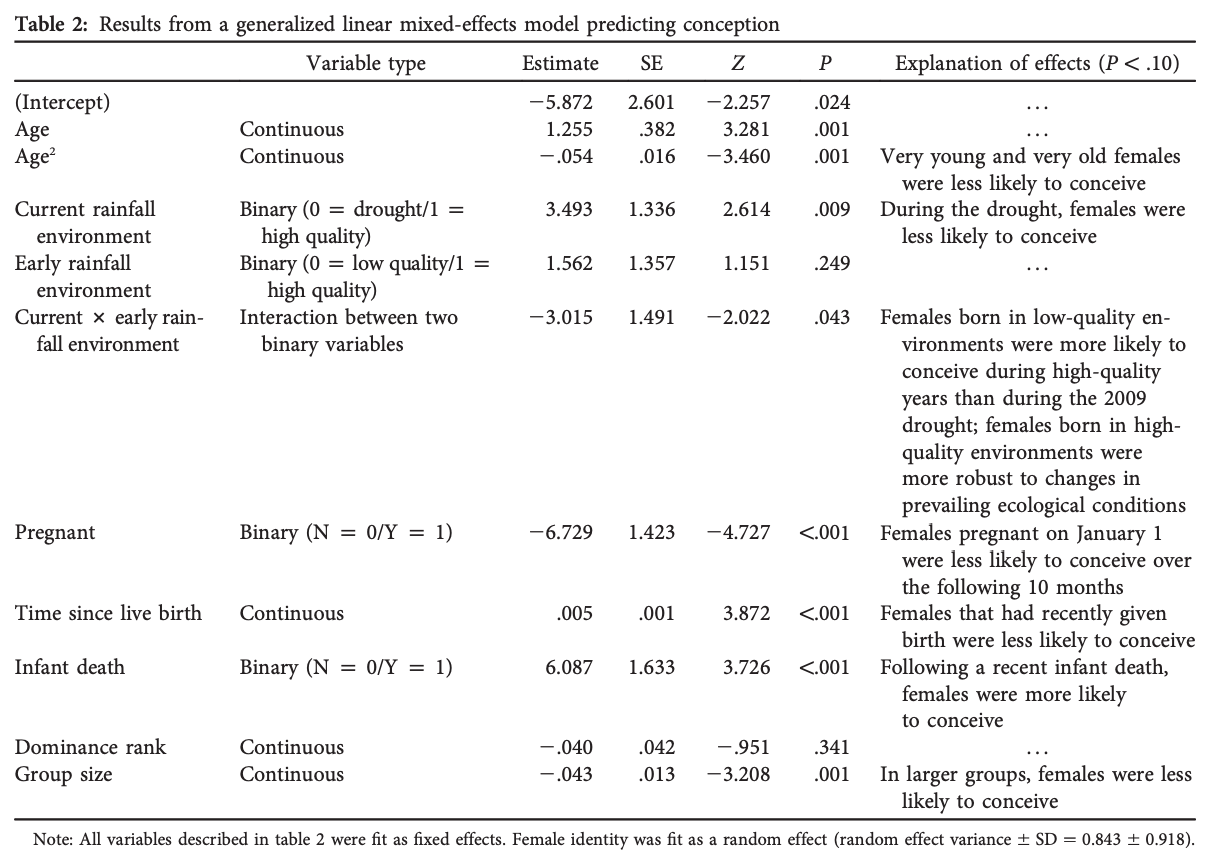 Table 2: Results from a generalized linear mixed-effects model predicting conception
Variable type Estimate SE Z P Explanation of effects (P < .10)
(Intercept) −5.872 2.601 −2.257 .024 ...
Age Continuous 1.255 .382 3.281 .001 ...
Age² Continuous −.054 .016 −3.460 .001 Very young and very old females
were less likely to conceive
Current rainfall Binary (0 = drought/1 = 3.493 1.336 2.614 .009 During the drought, females were
environment high quality) less likely to conceive
Early rainfall Binary (0 = low quality/1 = 1.562 1.357 1.151 .249 ...
environment high quality)
Current × early rain- Interaction between two −3.015 1.491 −2.022 .043 Females born in low-quality en-
fall environment binary variables vironments were more likely to
conceive during high-quality
years than during the 2009
drought; females born in high-
quality environments were
more robust to changes in
prevailing ecological conditions
Pregnant Binary (N = 0/Y = 1) −6.729 1.423 −4.727 <.001 Females pregnant on January 1
were less likely to conceive over
the following 10 months
Time since live birth Continuous .005 .001 3.872 <.001 Females that had recently given
birth were less likely to conceive
Infant death Binary (N = 0/Y = 1) 6.087 1.633 3.726 <.001 Following a recent infant death,
females were more likely
to conceive
Dominance rank Continuous −.040 .042 −.951 .341 ...
Group size Continuous −.043 .013 −3.208 .001 In larger groups, females were less
likely to conceive
Note: All variables described in table 2 were fit as fixed effects. Female identity was fit as a random effect (random effect variance ± SD = 0.843 ± 0.918).